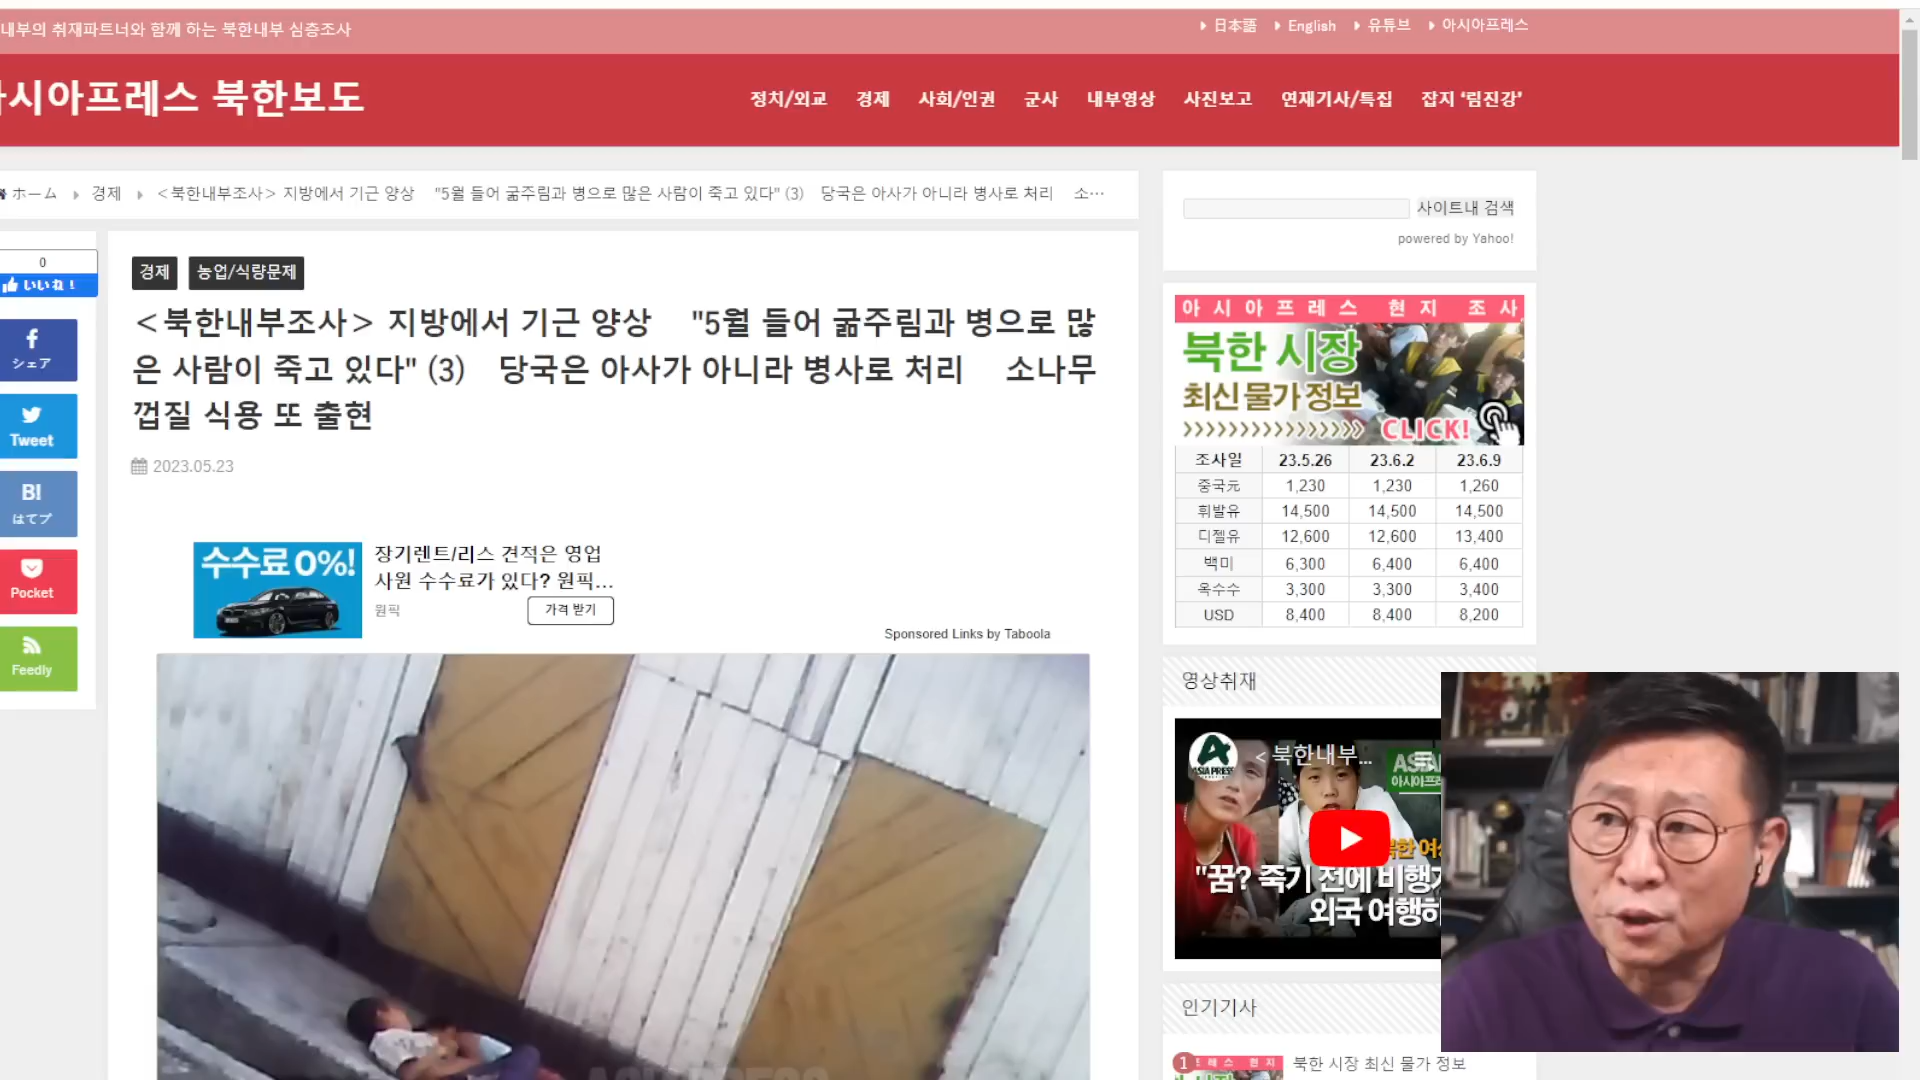 내부의 취재파트너와 함께 하는 북한내부 심층조사
日本語 English 유튜브 아시아프레스
아시아프레스 북한보도
정치/외교 경제 사회/인권 군사 내부영상 사진보고 연재기사/특집 잡지 ‘림진강’
ホーム 경제 <북한내부조사> 지방에서 기근 양상 "5월 들어 굶주림과 병으로 많은 사람이 죽고 있다" (3) 당국은 아사가 아니라 병사로 처리 소…
사이트내 검색
powered by Yahoo!
0
いいね!
シェア
Tweet
B!
はてブ
Pocket
Feedly
경제 농업/식량문제
<북한내부조사> 지방에서 기근 양상 "5월 들어 굶주림과 병으로 많
은 사람이 죽고 있다" (3) 당국은 아사가 아니라 병사로 처리 소나무
껍질 식용 또 출현
2023.05.23
수수료 0%!
장기렌트/리스 견적은 영업
사원 수수료가 있다? 원픽...
원픽
가격 받기
Sponsored Links by Taboola
아시아프레스 현지 조사
북한 시장
최신 물가 정보
CLICK!
조사일 23.5.26 23.6.2 23.6.9
중국元 1,230 1,230 1,260
휘발유 14,500 14,500 14,500
디젤유 12,600 12,600 13,400
백미 6,300 6,400 6,400
옥수수 3,300 3,300 3,400
USD 8,400 8,400 8,200
영상취재
ASIA PRESS
<북한내부...
"꿈? 죽기 전에 비행기
외국 여행하
인기기사
1
북한 시장 최신 물가 정보
ASIAPRESS